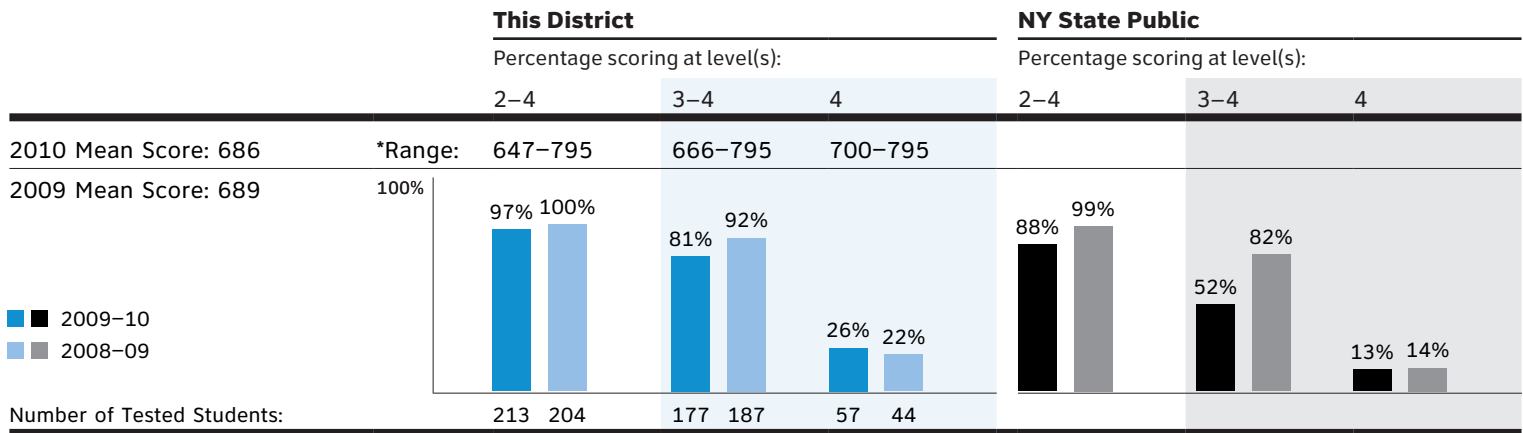 This District NY State Public
Percentage scoring at level(s): Percentage scoring at level(s):
2–4 3–4 4 2–4 3–4 4
2010 Mean Score: 686 *Range: 647–795 666–795 700–795
2009 Mean Score: 689 100%
97% 100% 81% 92% 26% 22% 88% 99% 52% 82% 13% 14%
2009–10
2008–09
Number of Tested Students: 213 204 177 187 57 44